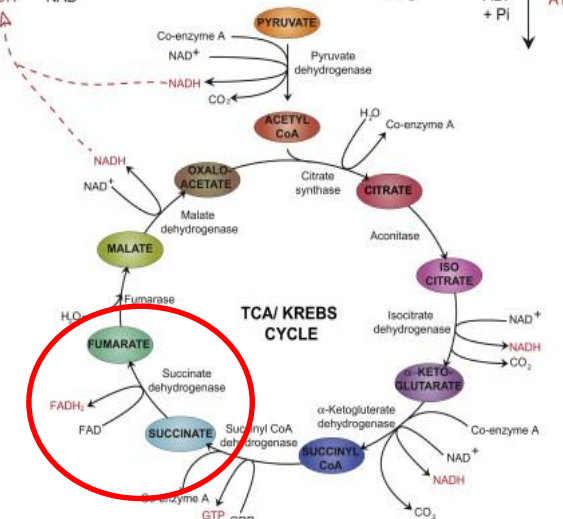 NAD
+ Pi
PYRUVATE
Co-enzyme A
NAD+
NADH
CO2
Pyruvate
dehydrogenase
ACETYL
CoA
H2O
Co-enzyme A
Citrate
synthase
OXALO-
ACETATE
CITRATE
NADH
NAD+
Malate
dehydrogenase
Aconitase
MALATE
ISO
CITRATE
H2O
Fumarase
TCA/ KREBS
CYCLE
Isocitrate
dehydrogenase
NAD+
NADH
CO2
FUMARATE
Succinate
dehydrogenase
FADH2
FAD
α-KETO-
GLUTARATE
SUCCINATE
Succinyl CoA
dehydrogenase
α-Ketogluterate
dehydrogenase
Co-enzyme A
NAD+
NADH
CO2
SUCCINYL
CoA
Co-enzyme A
GTP